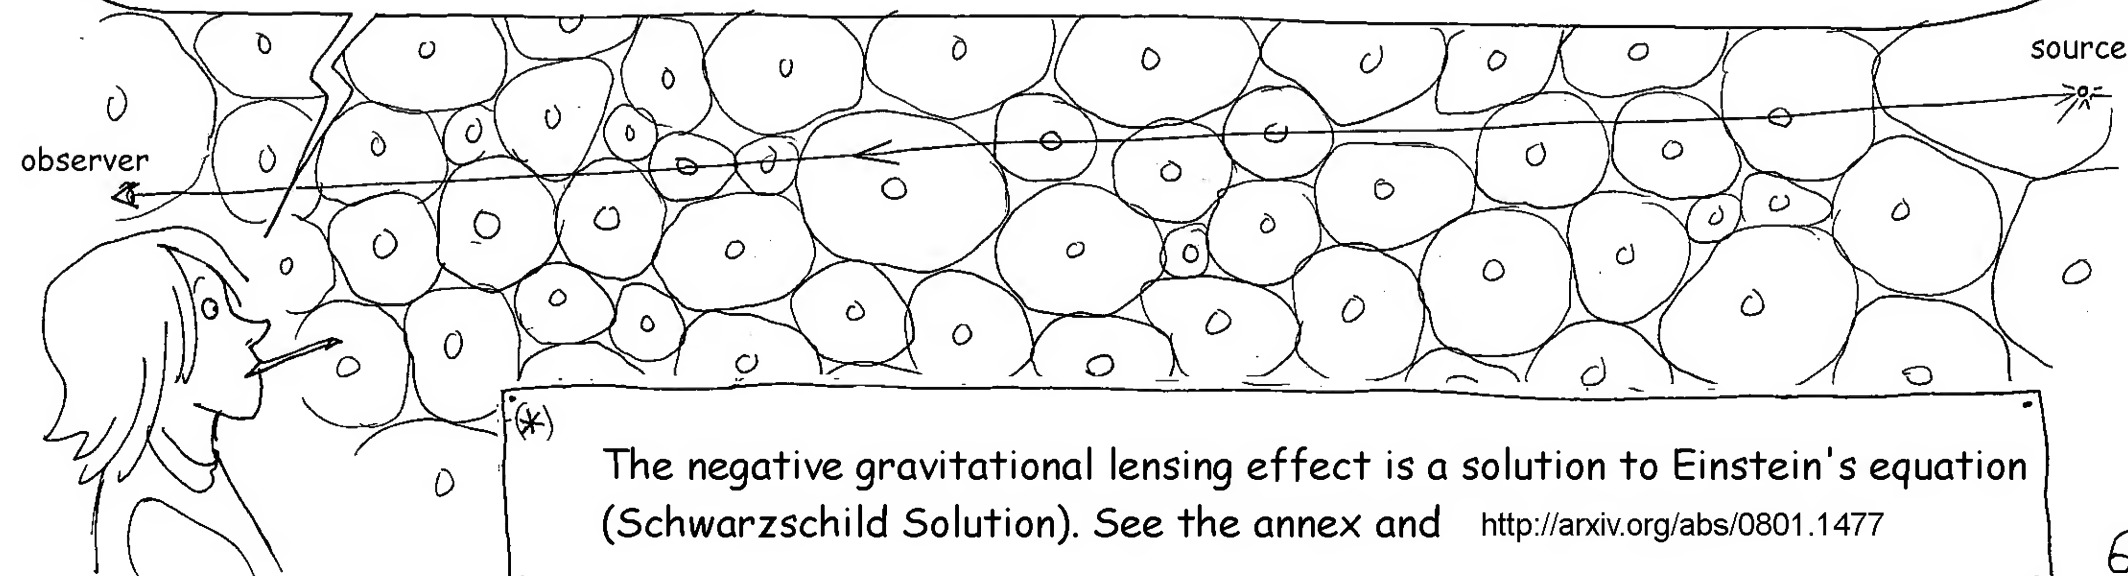 source
observer
(*)
The negative gravitational lensing effect is a solution to Einstein's equation
(Schwarzschild Solution). See the annex and http://arxiv.org/abs/0801.1477